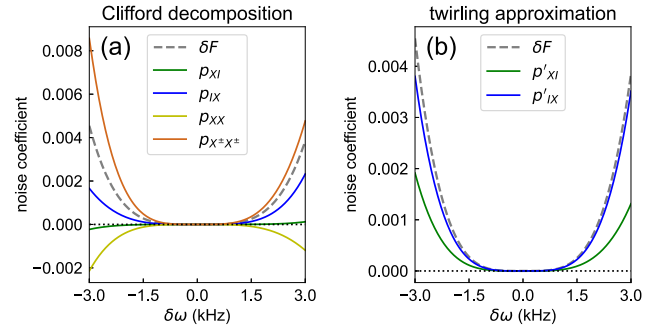 Clifford decomposition
(a)
δF
p_XI
p_IX
p_XX
p_X±X±
noise coefficient
0.008
0.006
0.004
0.002
0.000
−0.002
−3.0 −1.5 0.0 1.5 3.0
δω (kHz)
twirling approximation
(b)
δF
p′_XI
p′_IX
noise coefficient
0.004
0.003
0.002
0.001
0.000
−3.0 −1.5 0.0 1.5 3.0
δω (kHz)